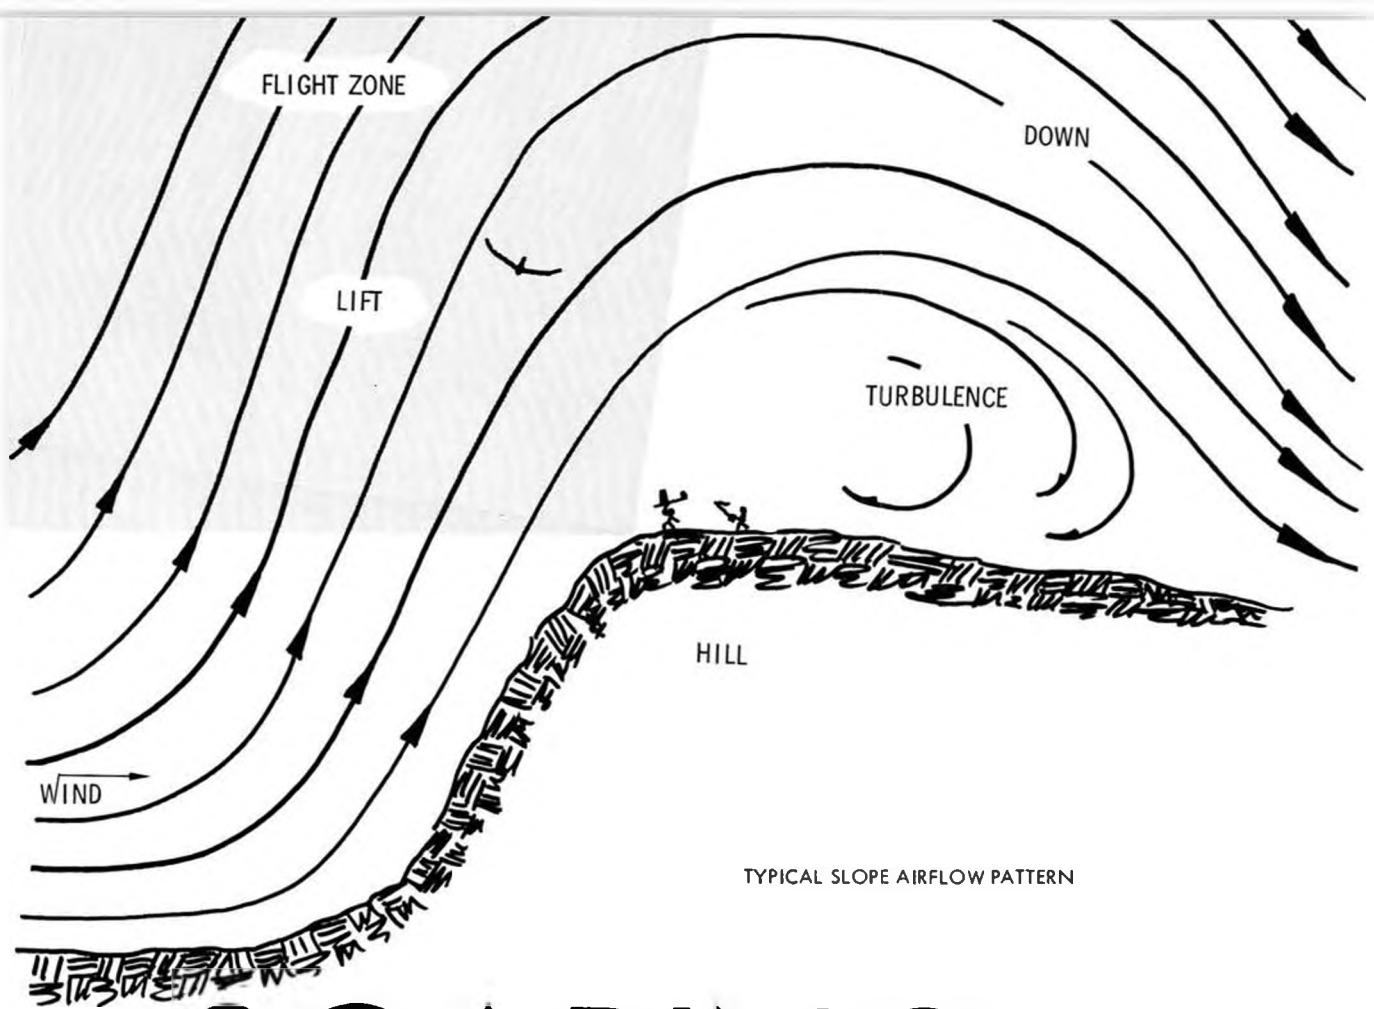 FLIGHT ZONE
DOWN
LIFT
TURBULENCE
HILL
WIND
TYPICAL SLOPE AIRFLOW PATTERN